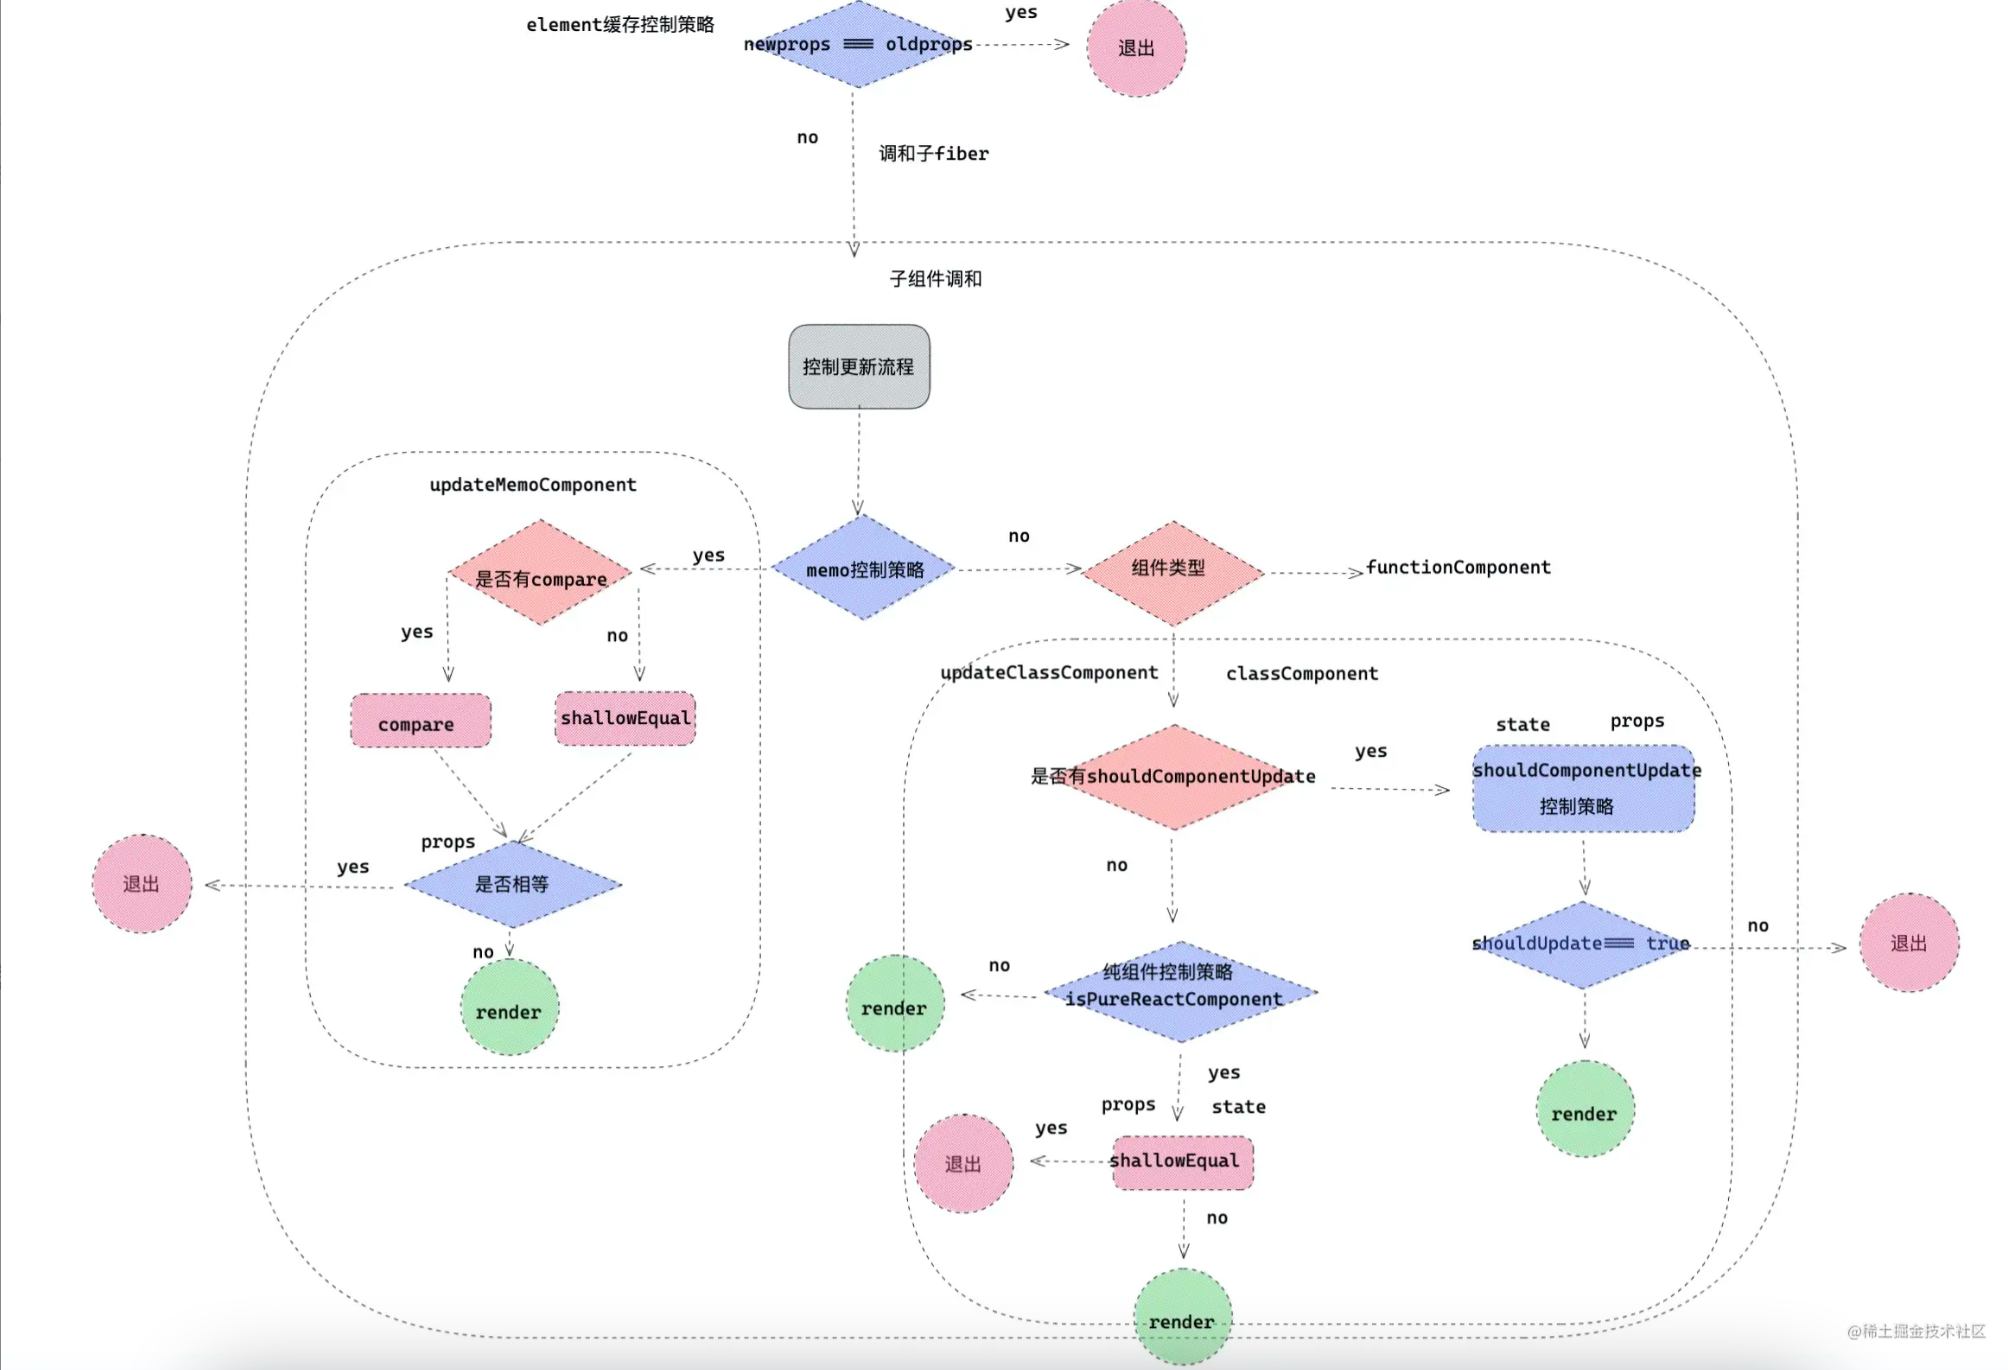 element缓存控制策略
newprops === oldprops
yes
退出
no
调和子fiber
子组件调和
控制更新流程
updateMemoComponent
是否有compare
yes
memo控制策略
no
组件类型
functionComponent
yes
no
compare
shallowEqual
updateClassComponent
classComponent
是否有shouldComponentUpdate
yes
state
props
shouldComponentUpdate
控制策略
props
是否相等
yes
退出
no
render
no
纯组件控制策略
isPureReactComponent
no
render
shouldUpdate=== true
no
退出
render
yes
props
state
shallowEqual
yes
退出
no
render
@稀土掘金技术社区